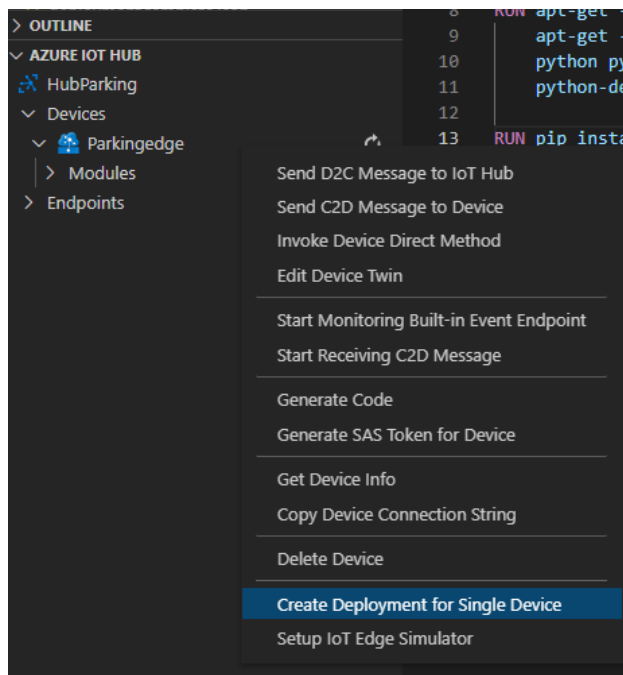 OUTLINE
AZURE IOT HUB
HubParking
Devices
Parkingedge
Modules
Endpoints
8 RUN apt-get
9 apt-get
10 python
11
12
13 RUN pip
Send D2C Message to IoT Hub
Send C2D Message to Device
Invoke Device Direct Method
Edit Device Twin
Start Monitoring Built-in Event Endpoint
Start Receiving C2D Message
Generate Code
Generate SAS Token for Device
Get Device Info
Copy Device Connection String
Delete Device
Create Deployment for Single Device
Setup IoT Edge Simulator